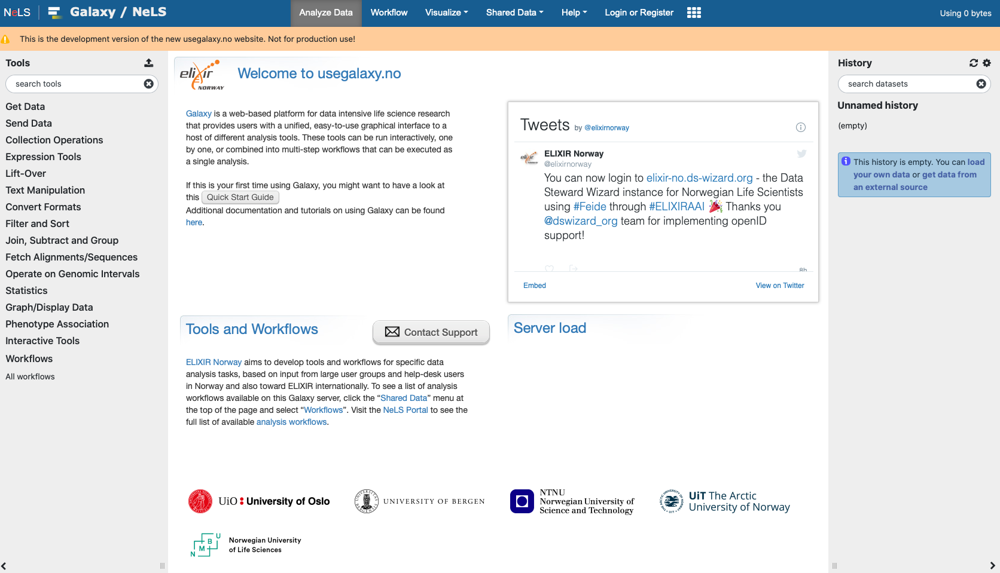 NeLS Galaxy / NeLS Analyze Data Workflow Visualize Shared Data Help Login or Register Using 0 bytes
This is the development version of the new usegalaxy.no website. Not for production use!
Tools
search tools
Get Data
Send Data
Collection Operations
Expression Tools
Lift-Over
Text Manipulation
Convert Formats
Filter and Sort
Join, Subtract and Group
Fetch Alignments/Sequences
Operate on Genomic Intervals
Statistics
Graph/Display Data
Phenotype Association
Interactive Tools
Workflows
All workflows
elixir
NORWAY
Welcome to usegalaxy.no
Galaxy is a web-based platform for data intensive life science research
that provides users with a unified, easy-to-use graphical interface to a
host of different analysis tools. These tools can be run interactively, one
by one, or combined into multi-step workflows that can be executed as
a single analysis.
If this is your first time using Galaxy, you might want to have a look at
this Quick Start Guide
Additional documentation and tutorials on using Galaxy can be found
here.
Tweets by @elixirnorway
ELIXIR Norway
@elixirnorway
You can now login to elixir-no.ds-wizard.org - the Data
Steward Wizard instance for Norwegian Life Scientists
using #Feide through #ELIXIRAAI 🎉 Thanks you
@dswizard_org team for implementing openID
support!
8h
Embed View on Twitter
Tools and Workflows
Contact Support
ELIXIR Norway aims to develop tools and workflows for specific data
analysis tasks, based on input from large user groups and help-desk users
in Norway and also toward ELIXIR internationally. To see a list of analysis
workflows available on this Galaxy server, click the “Shared Data” menu at
the top of the page and select “Workflows”. Visit the NeLS Portal to see the
full list of available analysis workflows.
Server load
UiO : University of Oslo
UNIVERSITY OF BERGEN
NTNU
Norwegian University of
Science and Technology
UiT The Arctic
University of Norway
N M B U
Norwegian University
of Life Sciences
History
search datasets
Unnamed history
(empty)
This history is empty. You can load
your own data or get data from
an external source